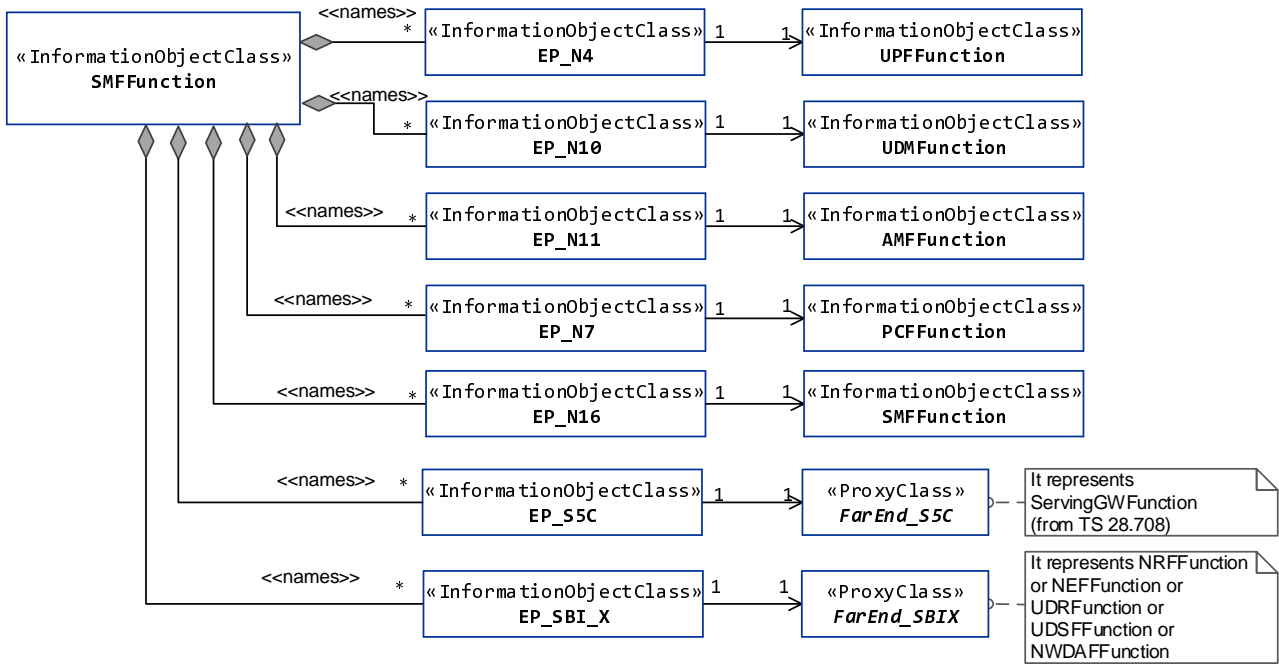 «InformationObjectClass»
SMFFunction
<<names>>
*
«InformationObjectClass»
EP_N4
1
1
«InformationObjectClass»
UPFFunction
<<names>>
*
«InformationObjectClass»
EP_N10
1
1
«InformationObjectClass»
UDMFunction
<<names>>
*
«InformationObjectClass»
EP_N11
1
1
«InformationObjectClass»
AMFFunction
<<names>>
*
«InformationObjectClass»
EP_N7
1
1
«InformationObjectClass»
PCFFunction
<<names>>
*
«InformationObjectClass»
EP_N16
1
1
«InformationObjectClass»
SMFFunction
<<names>>
*
«InformationObjectClass»
EP_S5C
1
1
«ProxyClass»
FarEnd_S5C
It represents
ServingGWFunction
(from TS 28.708)
<<names>>
*
«InformationObjectClass»
EP_SBI_X
1
1
«ProxyClass»
FarEnd_SBIX
It represents NRFFunction
or NEFFunction or
UDRFunction or
UDSFFunction or
NWDAFFunction